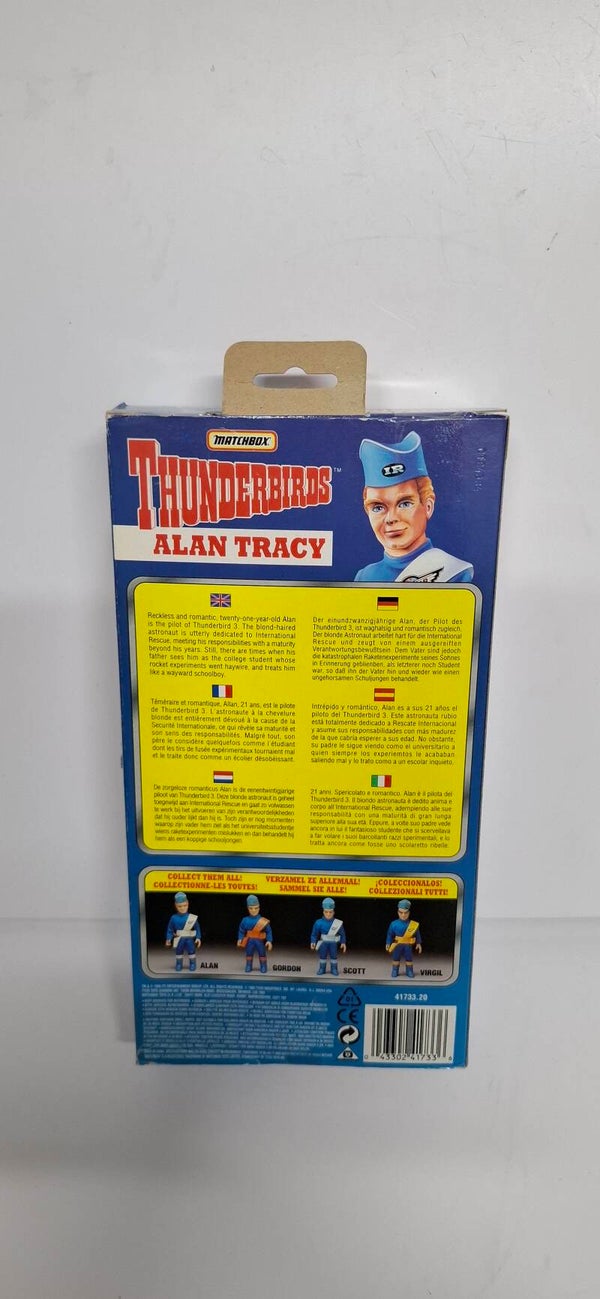 MATCHBOX
THUNDERBIRDS™
IR
ALAN TRACY
Reckless and romantic, twenty-one-year-old Alan
is the pilot of Thunderbird 3. The blond-haired
astronaut is utterly dedicated to International
Rescue, meeting his responsibilities with a maturity
beyond his years. Still, there are times when his
father sees him as the college student whose
rocket experiments went haywire, and treats him
like a wayward schoolboy.
Der einundzwanzigjährige Alan, der Pilot des
Thunderbird 3, ist waghalsig und romantisch zugleich.
Der blonde Astronaut arbeitet hart für die International
Rescue und zeugt von einem ausgereiften
Verantwortungsbewußtsein. Dem Vater sind jedoch
die katastrophalen Raketenexperimente seines Sohnes
in Erinnerung geblieben, als letzterer noch Student
war, so daß ihn der Vater hin und wieder wie einen
ungehorsamen Schuljungen behandelt.
Téméraire et romantique, Allan, 21 ans, est le pilote
de Thunderbird 3. L'astronaute à la chevelure
blonde est entièrement dévoué à la cause de la
Sécurité Internationale, ce qui révèle sa maturité et
son sens des responsabilités. Malgré tout, son
père le considère quelquefois comme l'étudiant
dont les tirs de fusée expérimentaux tournaient mal
et le traite donc comme un écolier désobéissant.
Intrépido y romántico, Alan es a sus 21 años el
piloto del Thunderbird 3. Este astronauta rubio
está totalmente dedicado a Rescate Internacional
y asume sus responsabilidades con más madurez
de la que cabría esperar a su edad. No obstante,
su padre le sigue viendo como el universitario a
quien siempre los experimentos le acababan
saliendo mal y lo trata como a un escolar inquieto.
De zorgeloze romanticus Alan is de eenentwintigjarige
piloot van Thunderbird 3. Deze blonde astronaut is geheel
toegewijd aan International Rescue en gaat zo volwassen
te werk bij het uitvoeren van zijn verantwoordelijkheden
dat hij ouder lijkt dan hij is. Toch zijn er nog momenten
waarop zijn vader hem ziet als het universiteitsstudentje
wiens raketexperimenten mislukken en dan behandelt hij
hem als een koppige schooljongen.
21 anni. Spericolato e romantico. Alan è il pilota del
Thunderbird 3. Il biondo astronauta è dedito anima e
corpo all'International Rescue, adempiendo alle sue
responsabilità con una maturità di gran lunga
superiore alla sua età. Eppure, a volte suo padre vede
ancora in lui il fantasioso studente che si scervellava
a far volare i suoi barcollanti razzi sperimentali, e lo
tratta ancora come fosse uno scolaretto ribelle.
COLLECT THEM ALL!
COLLECTIONNE-LES TOUTES!
VERZAMEL ZE ALLEMAAL!
SAMMEL SIE ALLE!
¡COLECCIONALOS!
COLLEZIONALI TUTTI!
ALAN
GORDON
SCOTT
VIRGIL
41733.20
CE
0 43302 41733 6